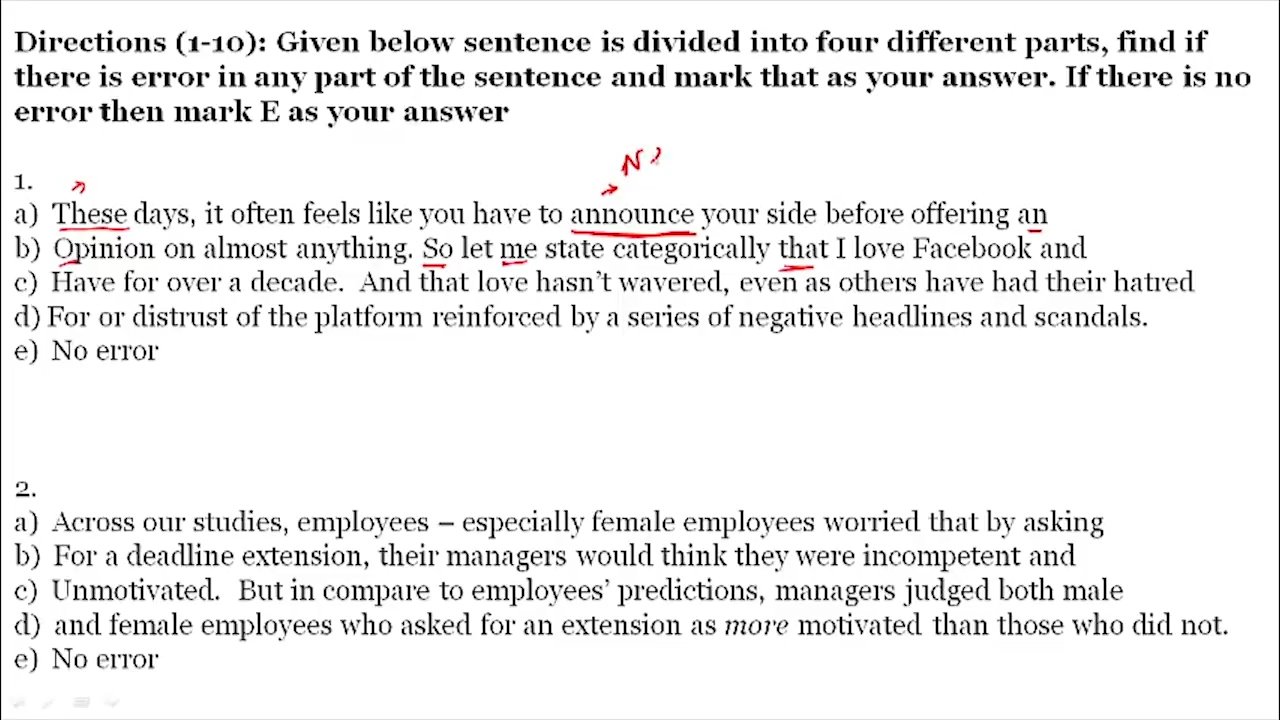 Directions (1-10): Given below sentence is divided into four different parts, find if
there is error in any part of the sentence and mark that as your answer. If there is no
error then mark E as your answer
1.
a) These days, it often feels like you have to announce your side before offering an
b) Opinion on almost anything. So let me state categorically that I love Facebook and
c) Have for over a decade. And that love hasn't wavered, even as others have had their hatred
d) For or distrust of the platform reinforced by a series of negative headlines and scandals.
e) No error
2.
a) Across our studies, employees – especially female employees worried that by asking
b) For a deadline extension, their managers would think they were incompetent and
c) Unmotivated. But in compare to employees' predictions, managers judged both male
d) and female employees who asked for an extension as more motivated than those who did not.
e) No error